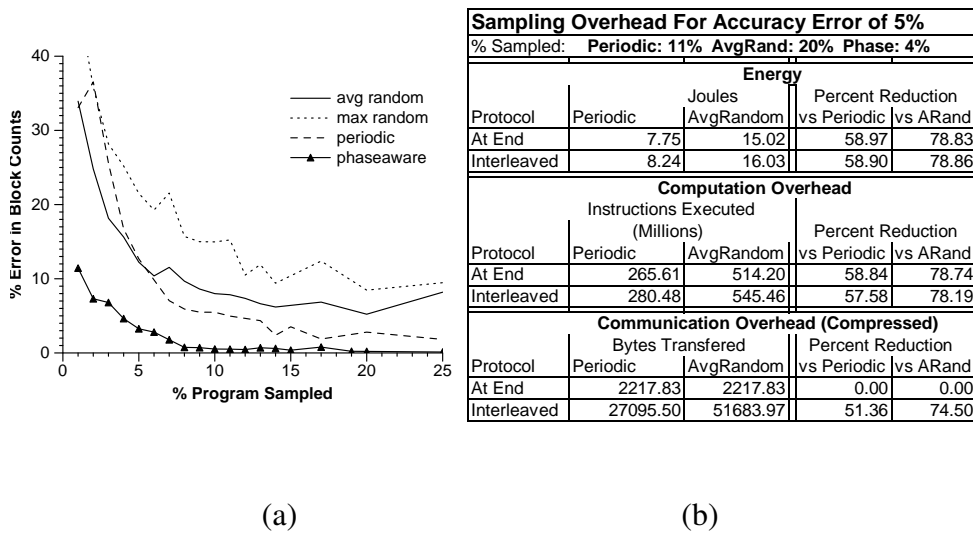 40
30
20
10
0
% Error in Block Counts
avg random
max random
periodic
phaseaware
0 5 10 15 20 25
% Program Sampled
Sampling Overhead For Accuracy Error of 5%
% Sampled: Periodic: 11% AvgRand: 20% Phase: 4%
Energy
Joules Percent Reduction
Protocol Periodic AvgRandom vs Periodic vs ARand
At End 7.75 15.02 58.97 78.83
Interleaved 8.24 16.03 58.90 78.86
Computation Overhead
Instructions Executed
(Millions) Percent Reduction
Protocol Periodic AvgRandom vs Periodic vs ARand
At End 265.61 514.20 58.84 78.74
Interleaved 280.48 545.46 57.58 78.19
Communication Overhead (Compressed)
Bytes Transfered Percent Reduction
Protocol Periodic AvgRandom vs Periodic vs ARand
At End 2217.83 2217.83 0.00 0.00
Interleaved 27095.50 51683.97 51.36 74.50
(a) (b)